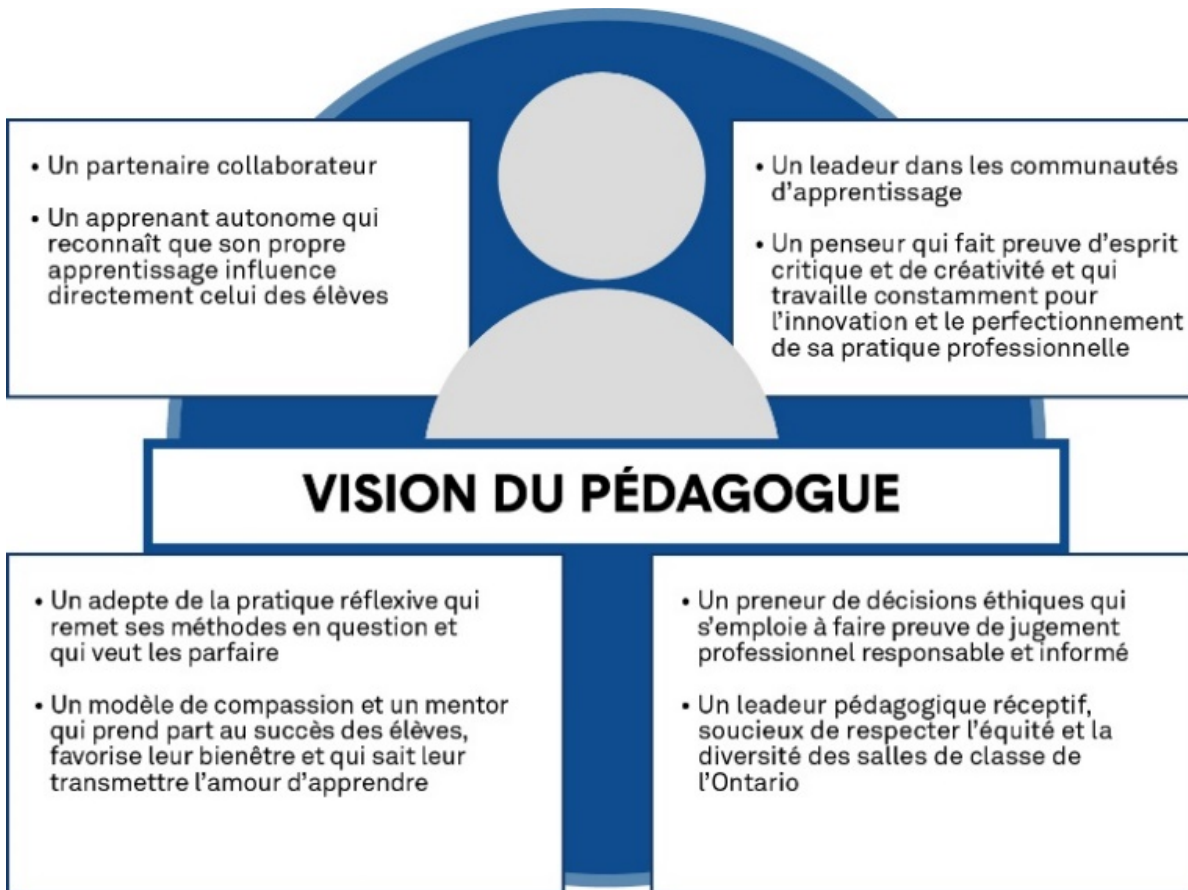 • Un partenaire collaborateur
• Un apprenant autonome qui
reconnaît que son propre
apprentissage influence
directement celui des élèves
• Un leadeur dans les communautés
d'apprentissage
• Un penseur qui fait preuve d'esprit
critique et de créativité et qui
travaille constamment pour
l'innovation et le perfectionnement
de sa pratique professionnelle
VISION DU PÉDAGOGUE
• Un adepte de la pratique réflexive qui
remet ses méthodes en question et
qui veut les parfaire
• Un modèle de compassion et un mentor
qui prend part au succès des élèves,
favorise leur bienêtre et qui sait leur
transmettre l'amour d'apprendre
• Un preneur de décisions éthiques qui
s'emploie à faire preuve de jugement
professionnel responsable et informé
• Un leadeur pédagogique réceptif,
soucieux de respecter l'équité et la
diversité des salles de classe de
l'Ontario